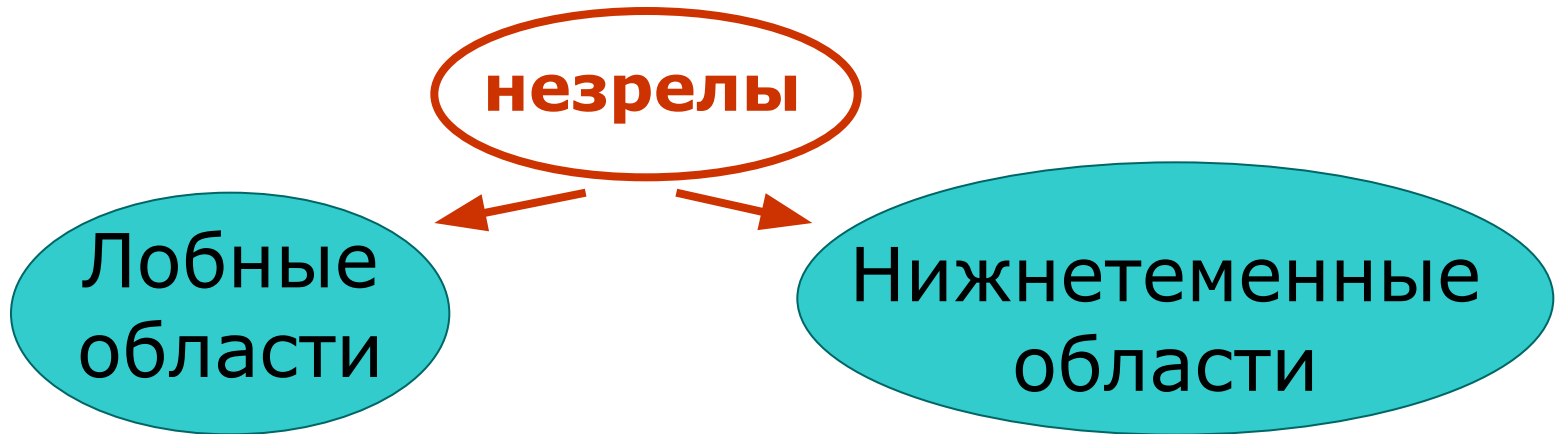 незрелы
Лобные
области
Нижнетеменные
области